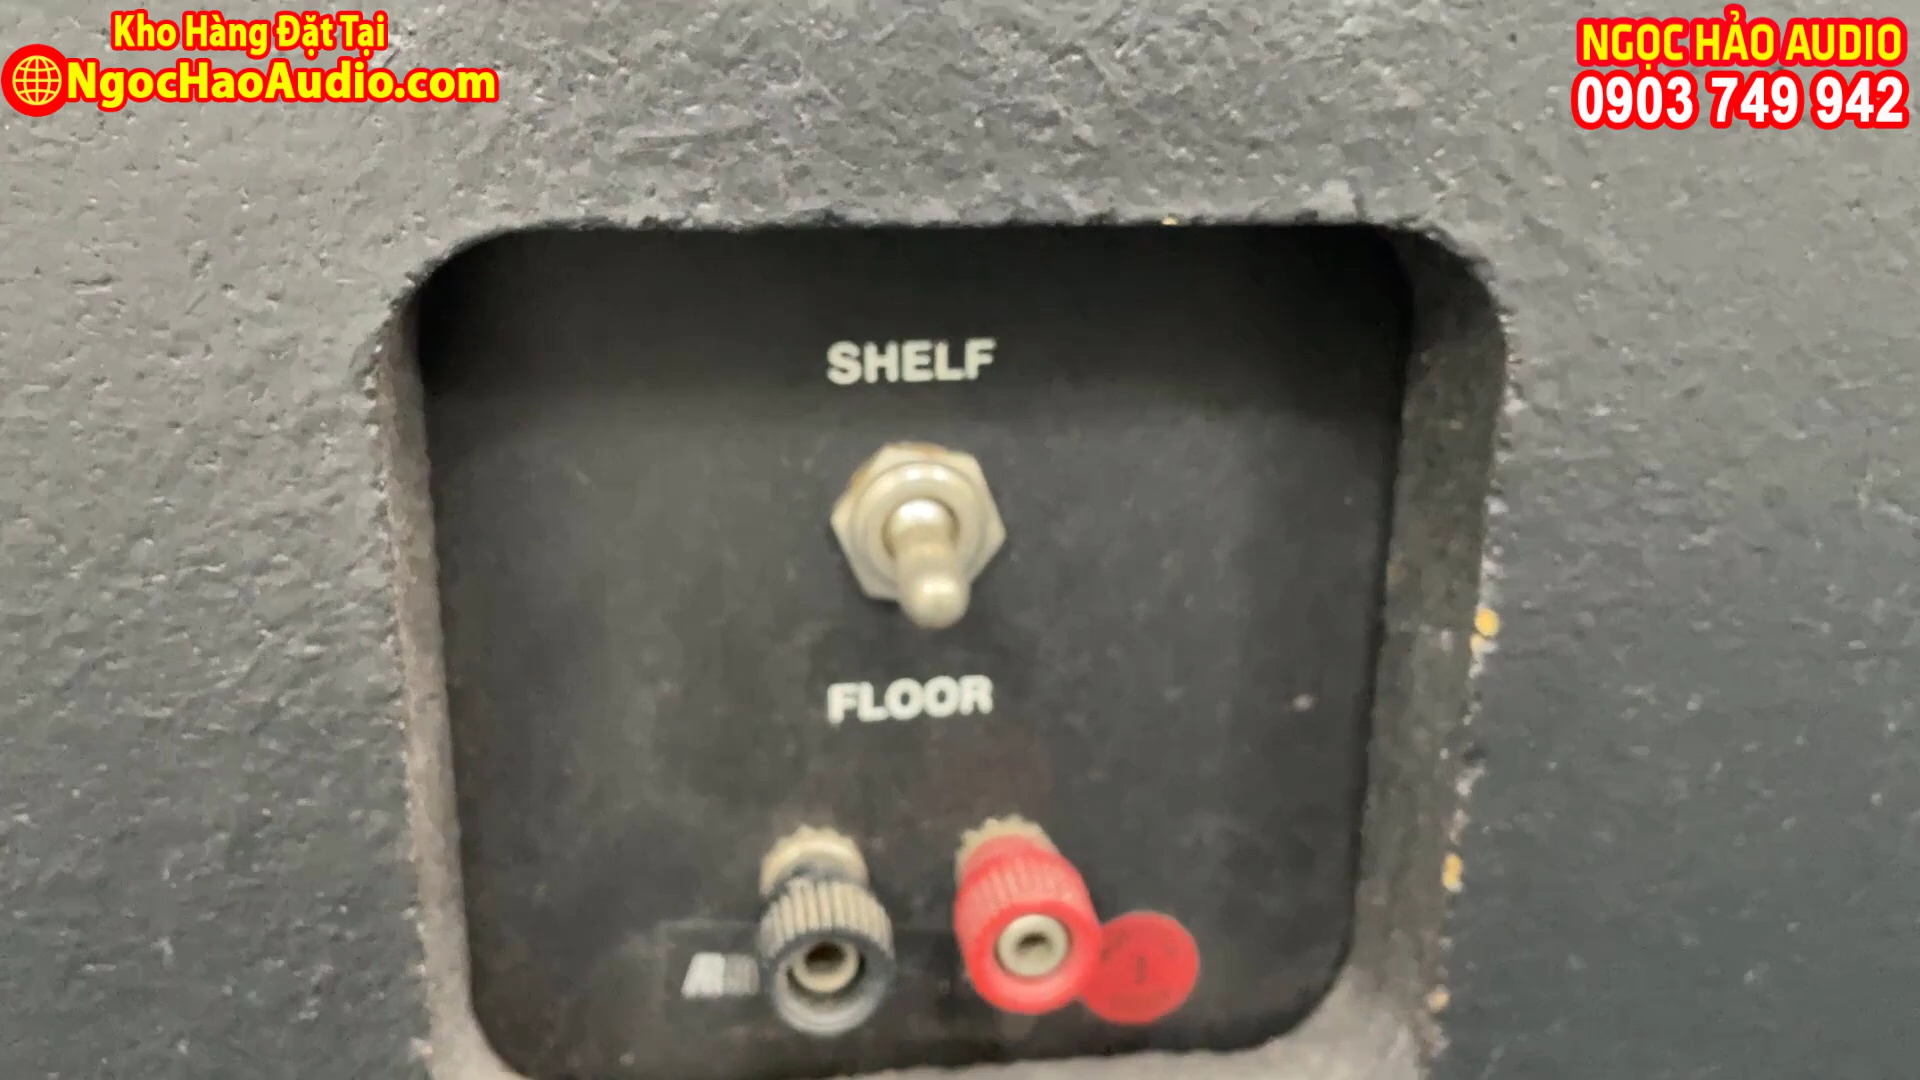 Kho Hàng Đặt Tại
NgocHaoAudio.com
NGỌC HẢO AUDIO
0903 749 942
SHELF
FLOOR